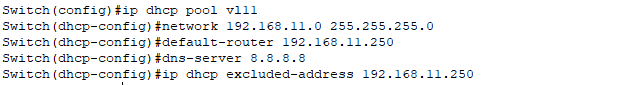 Switch(config)#ip dhcp pool vl11
Switch(dhcp-config)#network 192.168.11.0 255.255.255.0
Switch(dhcp-config)#default-router 192.168.11.250
Switch(dhcp-config)#dns-server 8.8.8.8
Switch(dhcp-config)#ip dhcp excluded-address 192.168.11.250